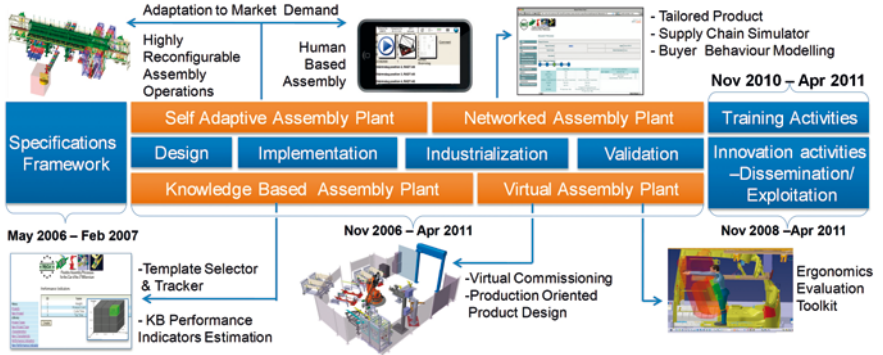 Adaptation to Market Demand
Highly
Reconfigurable
Assembly
Operations
Human
Based
Assembly
- Tailored Product
- Supply Chain Simulator
- Buyer Behaviour Modelling
Nov 2010 – Apr 2011
Specifications
Framework
Self Adaptive Assembly Plant
Networked Assembly Plant
Training Activities
Design
Implementation
Industrialization
Validation
Innovation activities
–Dissemination/
Exploitation
Knowledge Based Assembly Plant
Virtual Assembly Plant
May 2006 – Feb 2007
Nov 2006 – Apr 2011
Nov 2008 –Apr 2011
-Template Selector
& Tracker
- KB Performance
Indicators Estimation
-Virtual Commissioning
-Production Oriented
Product Design
Ergonomics
Evaluation
Toolkit